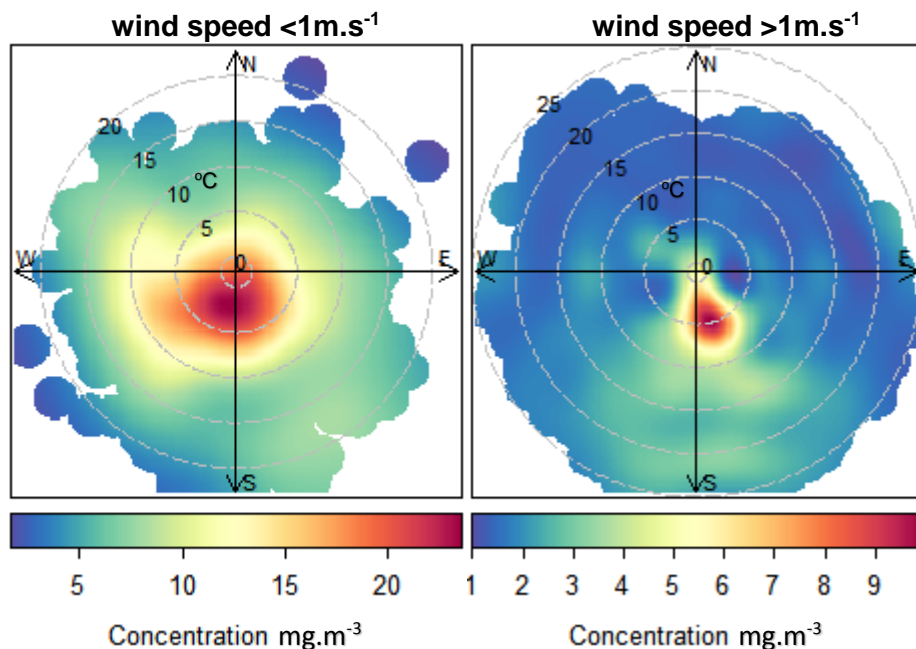 wind speed <1m.s⁻¹
wind speed >1m.s⁻¹
N
20
15
10 °C
5
0
W
E
S
N
25
20
15
10 °C
5
0
W
E
S
5 10 15 20
1 2 3 4 5 6 7 8 9
Concentration mg.m⁻³
Concentration mg.m⁻³